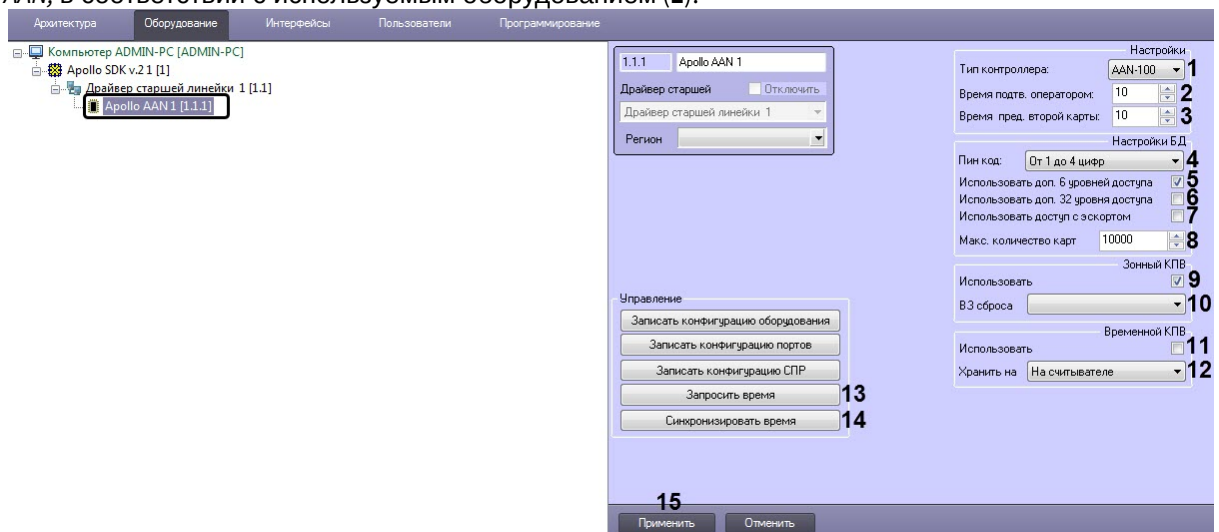 ААN, в соответствии с используемым оборудованием (1).
Архитектура Оборудование Интерфейсы Пользователи Программирование
Компьютер ADMIN-PC [ADMIN-PC]
Apollo SDK v.2 1 [1]
Драйвер старшей линейки 1 [1.1]
Apollo AAN 1 [1.1.1]
1.1.1 Apollo AAN 1
Драйвер старшей Отключить
Драйвер старшей линейки 1
Регион
Управление
Записать конфигурацию оборудования
Записать конфигурацию портов
Записать конфигурацию СПР
Запросить время 13
Синхронизировать время 14
15
Применить Отменить
Настройки
Тип контроллера: AAN-100 1
Время подтв. оператором: 10 2
Время пред. второй карты: 10 3
Настройки БД
Пин код: От 1 до 4 цифр 4
Использовать доп. 6 уровней доступа 5
Использовать доп. 32 уровня доступа 6
Использовать доступ с эскортом 7
Макс. количество карт 10000 8
Зонный КПВ
Использовать 9
ВЗ сброса 10
Временной КПВ
Использовать 11
Хранить на На считывателе 12